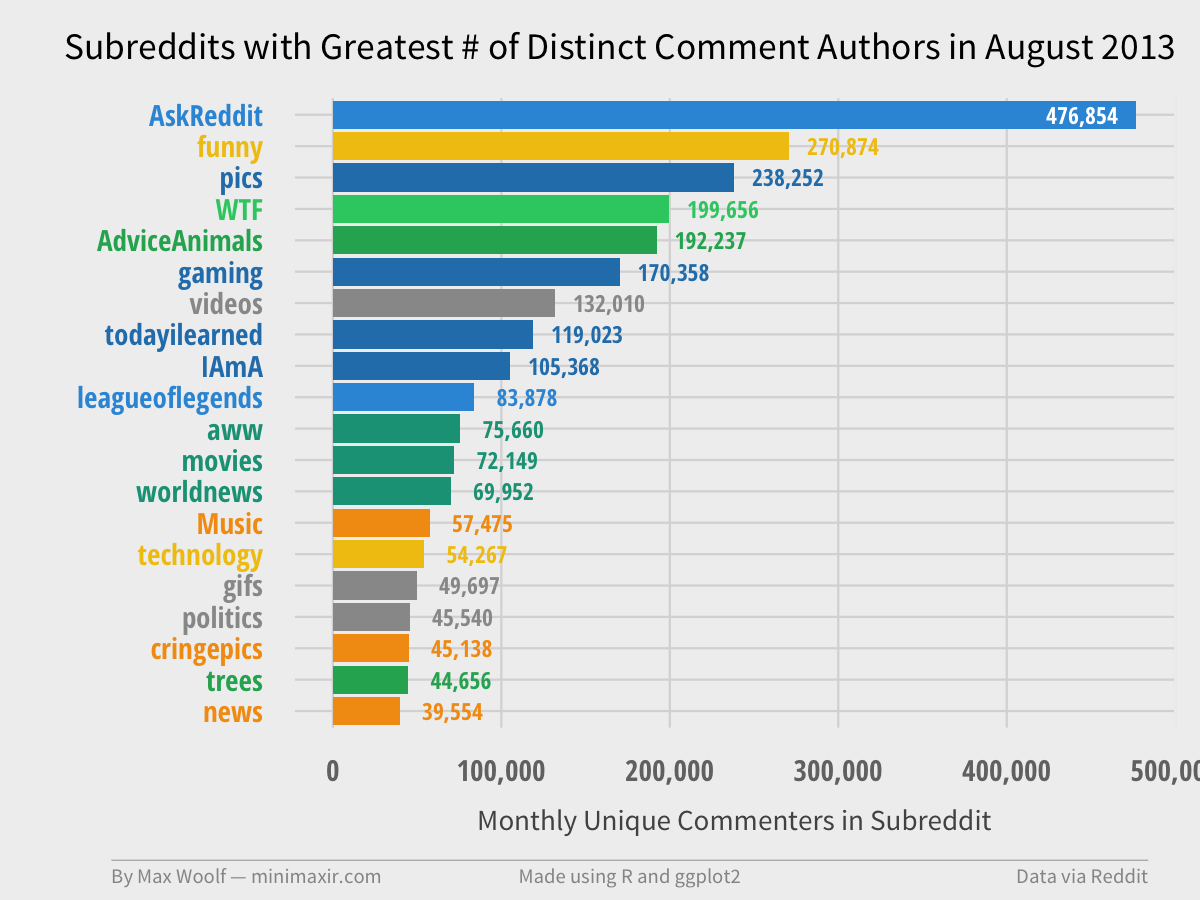 Subreddits with Greatest # of Distinct Comment Authors in August 2013
AskReddit 476,854
funny 270,874
pics 238,252
WTF 199,656
AdviceAnimals 192,237
gaming 170,358
videos 132,010
todayilearned 119,023
IAmA 105,368
leagueoflegends 83,878
aww 75,660
movies 72,149
worldnews 69,952
Music 57,475
technology 54,267
gifs 49,697
politics 45,540
cringepics 45,138
trees 44,656
news 39,554
0 100,000 200,000 300,000 400,000 500,00
Monthly Unique Commenters in Subreddit
By Max Woolf — minimaxir.com Made using R and ggplot2 Data via Reddit